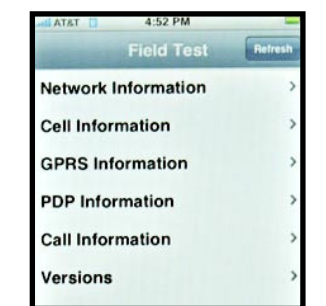 AT&T 4:52 PM
Field Test Refresh
Network Information
Cell Information
GPRS Information
PDP Information
Call Information
Versions